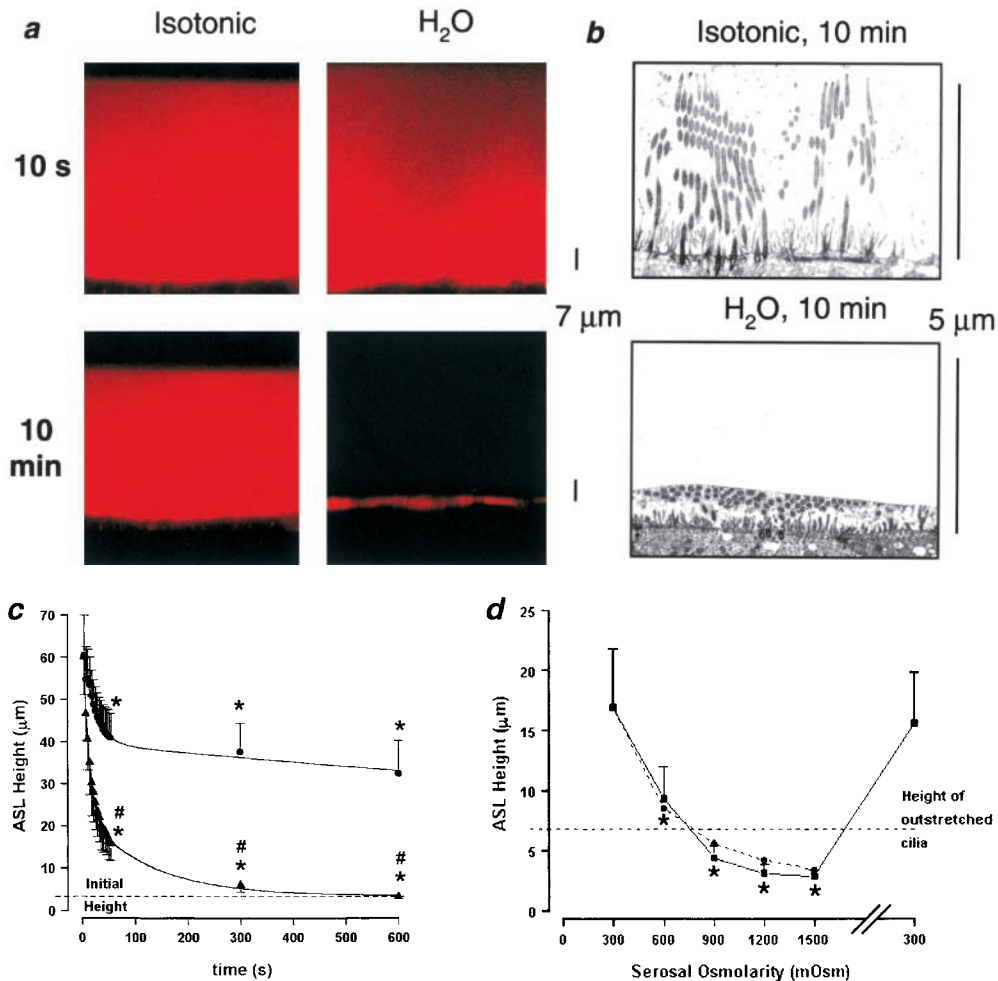 a
Isotonic
H₂O
10 s
10
min
7 μm
b
Isotonic, 10 min
H₂O, 10 min
5 μm
c
ASL Height (μm)
70
60
50
40
30
20
10
0
*
*
*
#
*
#
*
#
*
Initial
Height
0 100 200 300 400 500 600
time (s)
d
ASL Height (μm)
25
20
15
10
5
0
*
*
*
*
Height of
outstretched
cilia
0 300 600 900 1200 1500 300
Serosal Osmolarity (mOsm)